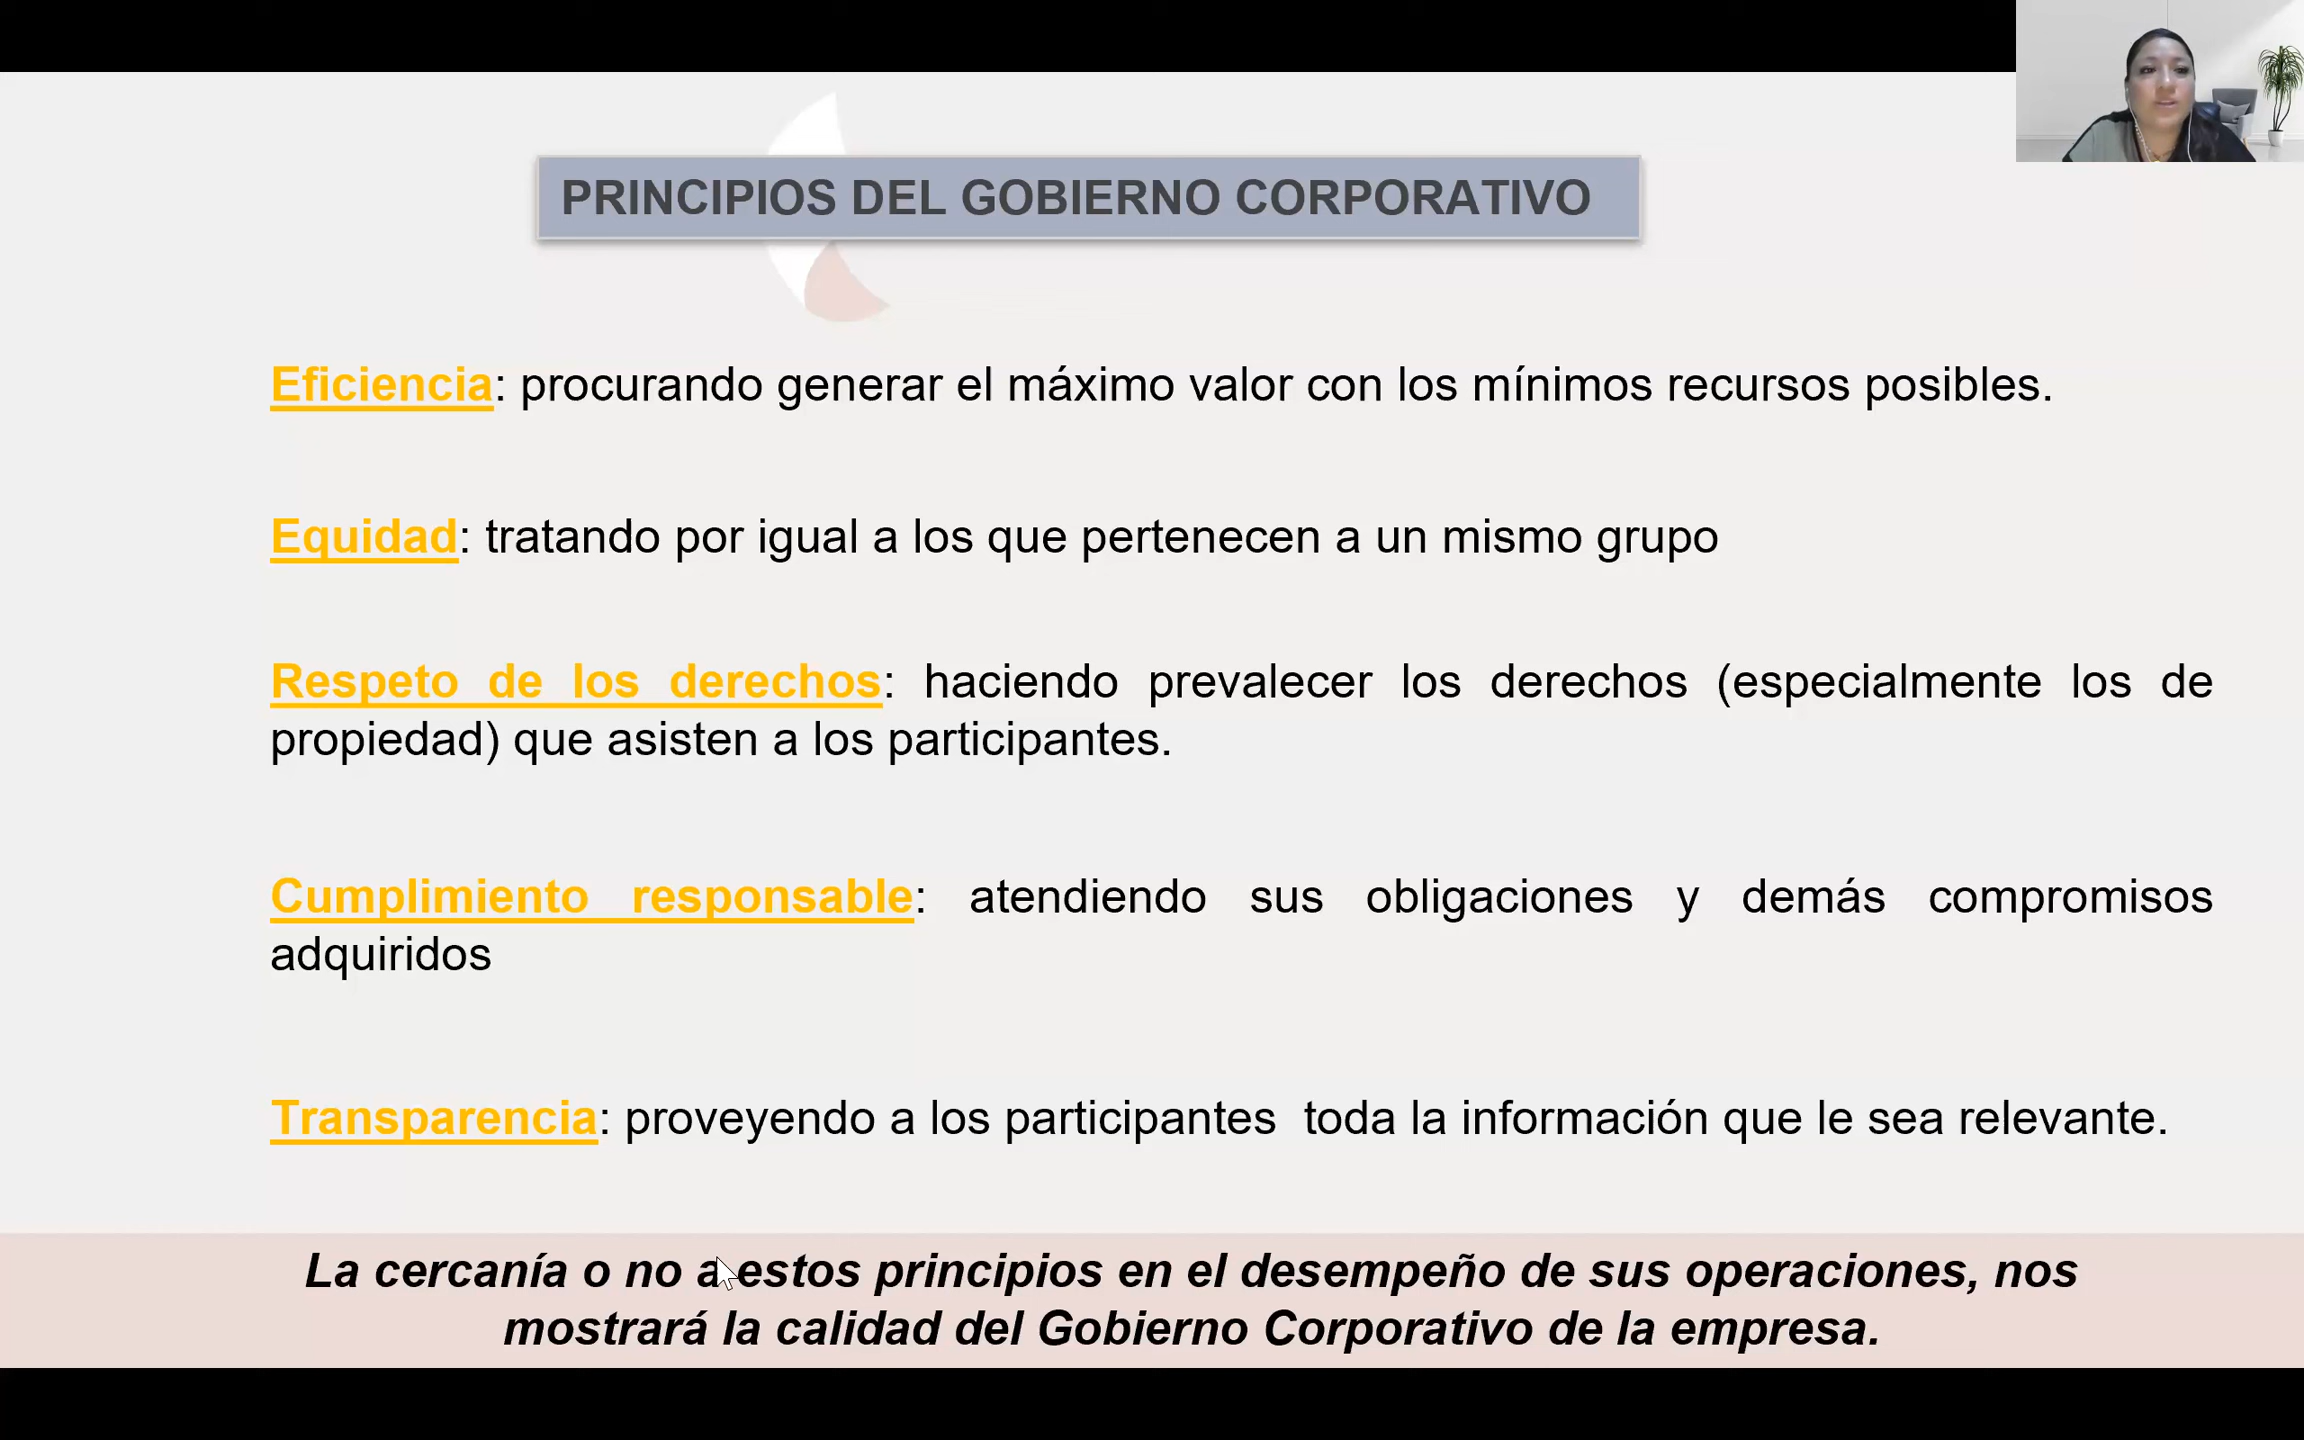 PRINCIPIOS DEL GOBIERNO CORPORATIVO
Eficiencia: procurando generar el máximo valor con los mínimos recursos posibles.
Equidad: tratando por igual a los que pertenecen a un mismo grupo
Respeto de los derechos: haciendo prevalecer los derechos (especialmente los de
propiedad) que asisten a los participantes.
Cumplimiento responsable: atendiendo sus obligaciones y demás compromisos
adquiridos
Transparencia: proveyendo a los participantes  toda la información que le sea relevante.
La cercanía o no a estos principios en el desempeño de sus operaciones, nos
mostrará la calidad del Gobierno Corporativo de la empresa.